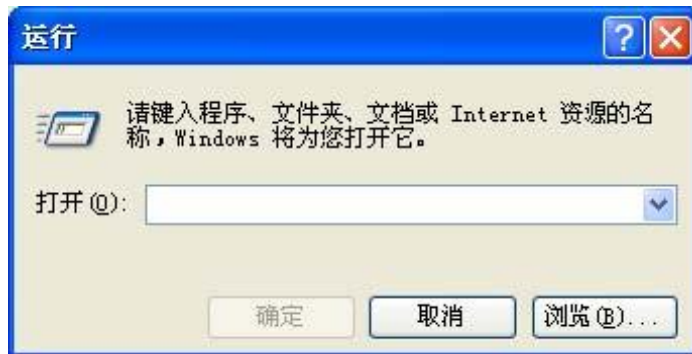 运行
请键入程序、文件夹、文档或 Internet 资源的名
称，Windows 将为您打开它。
打开(O):
确定
取消
浏览(B)...